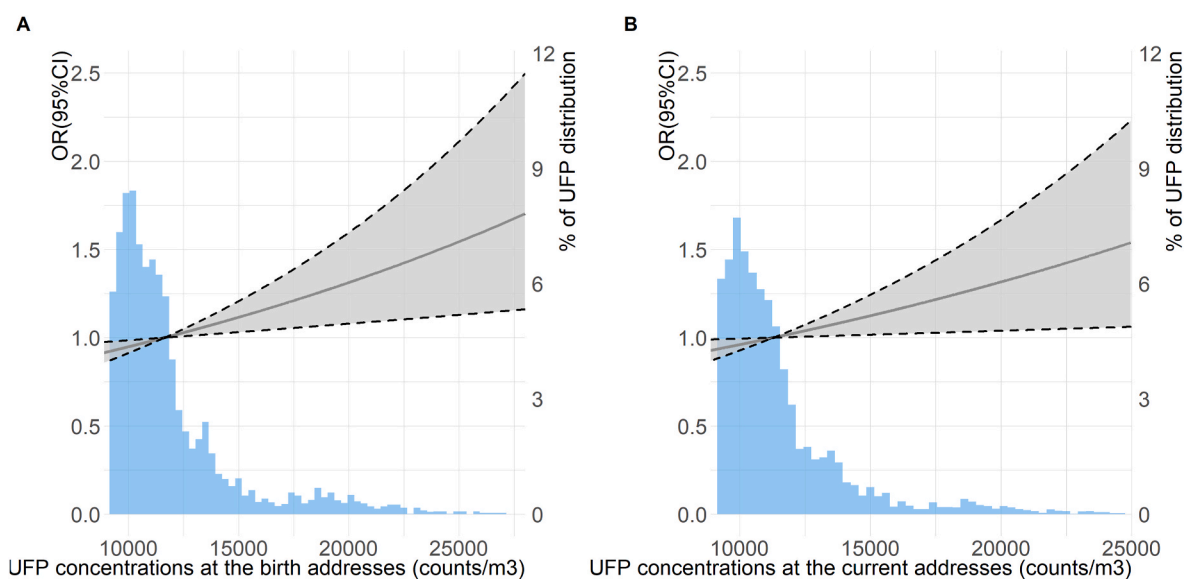 A
OR(95%CI)
2.5
2.0
1.5
1.0
0.5
0.0
12
9
6
3
0
% of UFP distribution
10000 15000 20000 25000
UFP concentrations at the birth addresses (counts/m3)
B
OR(95%CI)
2.5
2.0
1.5
1.0
0.5
0.0
12
9
6
3
0
% of UFP distribution
10000 15000 20000 25000
UFP concentrations at the current addresses (counts/m3)